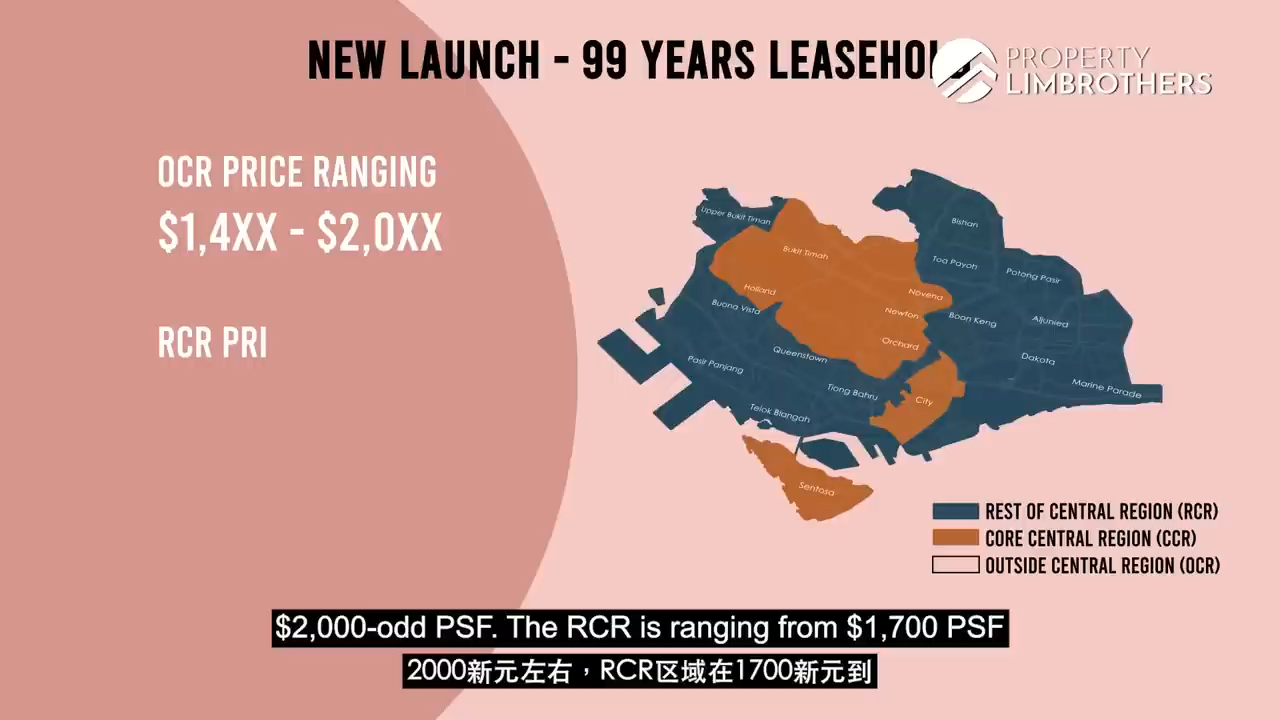 NEW LAUNCH - 99 YEARS LEASEHOLD
PROPERTY
LIMBROTHERS
OCR PRICE RANGING
$1,4XX - $2,0XX
RCR PRI
Upper Bukit Timah
Bishan
Bukit Timah
Toa Payoh
Potong Pasir
Holland
Novena
Buona Vista
Newton
Boon Keng
Aljunied
Orchard
Queenstown
Dakota
Pasir Panjang
Marine Parade
Tiong Bahru
City
Telok Blangah
Sentosa
REST OF CENTRAL REGION (RCR)
CORE CENTRAL REGION (CCR)
OUTSIDE CENTRAL REGION (OCR)
$2,000-odd PSF. The RCR is ranging from $1,700 PSF
2000新元左右，RCR区域在1700新元到